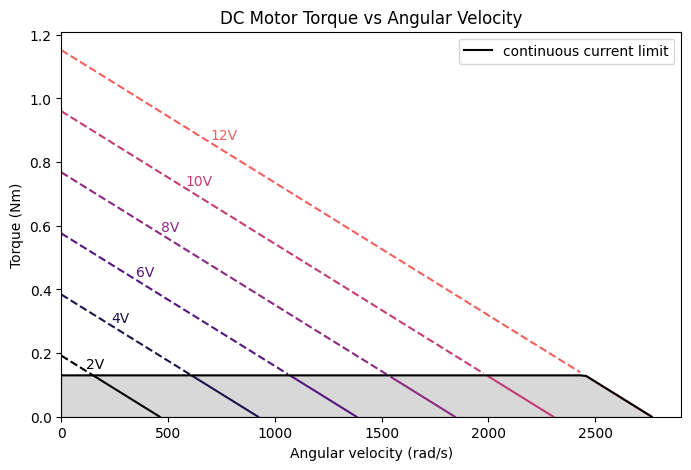 DC Motor Torque vs Angular Velocity
continuous current limit
Torque (Nm)
1.2
1.0
0.8
0.6
0.4
0.2
0.0
12V
10V
8V
6V
4V
2V
0
500
1000
1500
2000
2500
Angular velocity (rad/s)